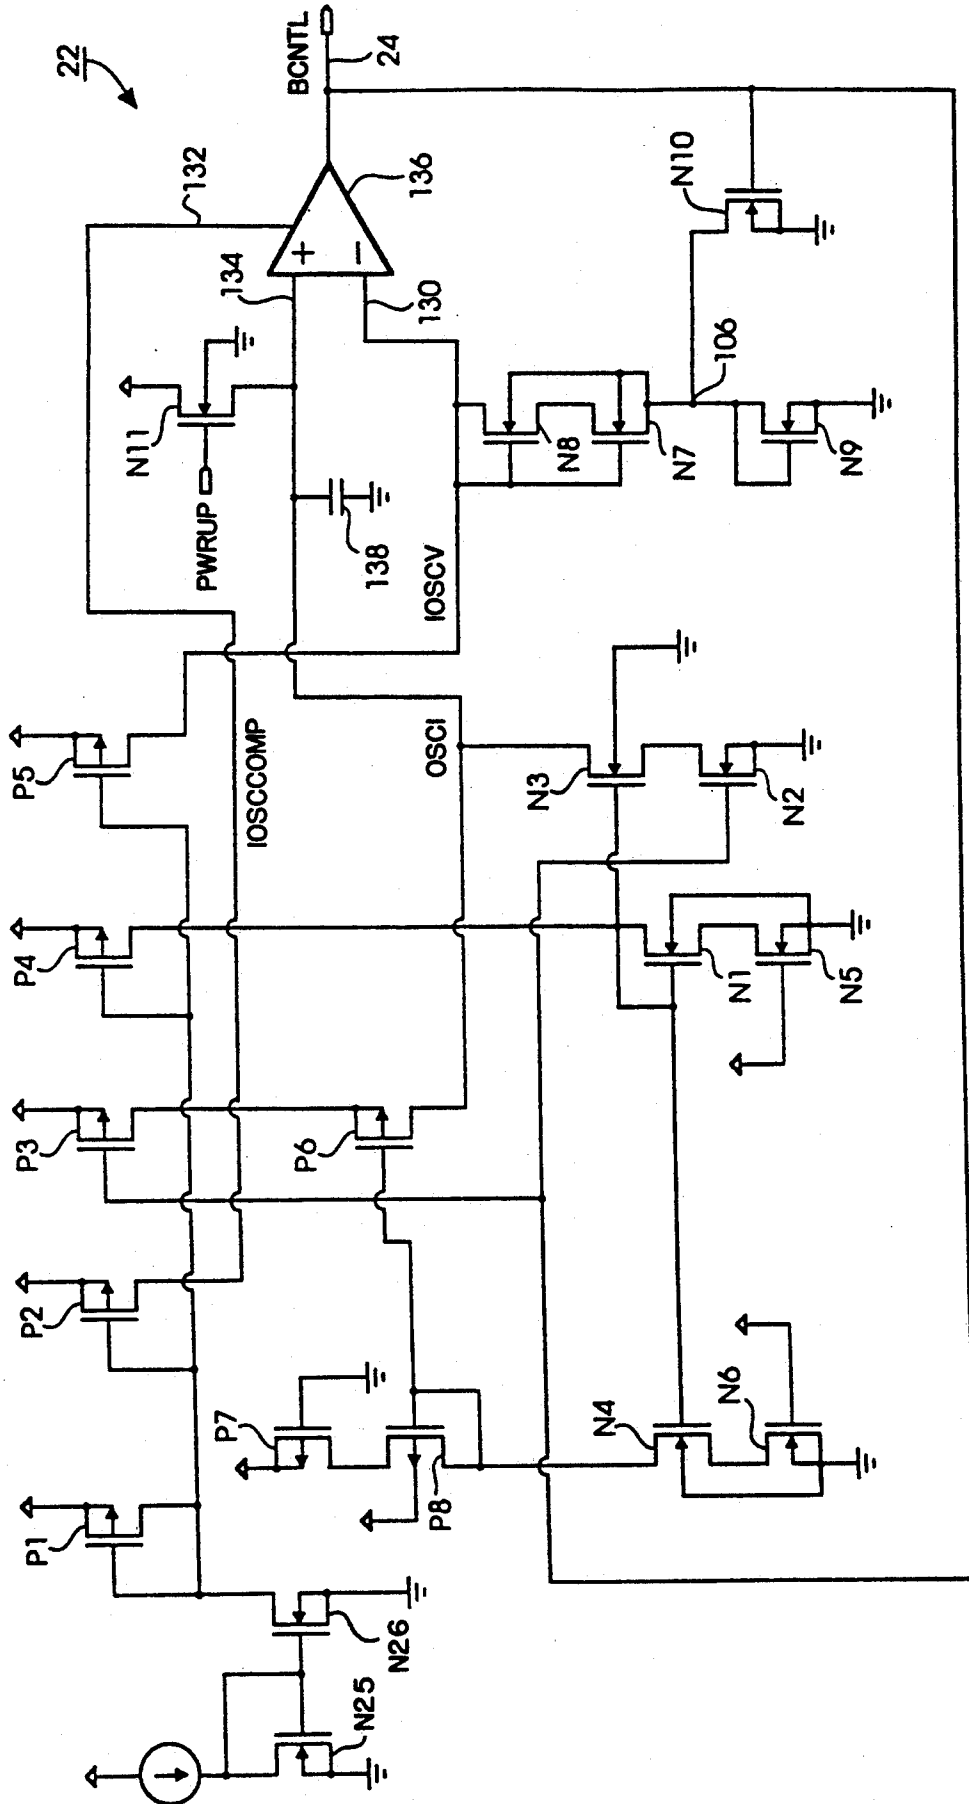 22
BCNTL
24
132
136
134
130
N11
PWRUP
138
N10
106
IOSCV
N8
N7
N9
P5
IOSCCOMP
OSCI
N3
N2
P4
N1
N5
P3
P6
P2
P7
P8
N4
N6
P1
N26
N25
+
−